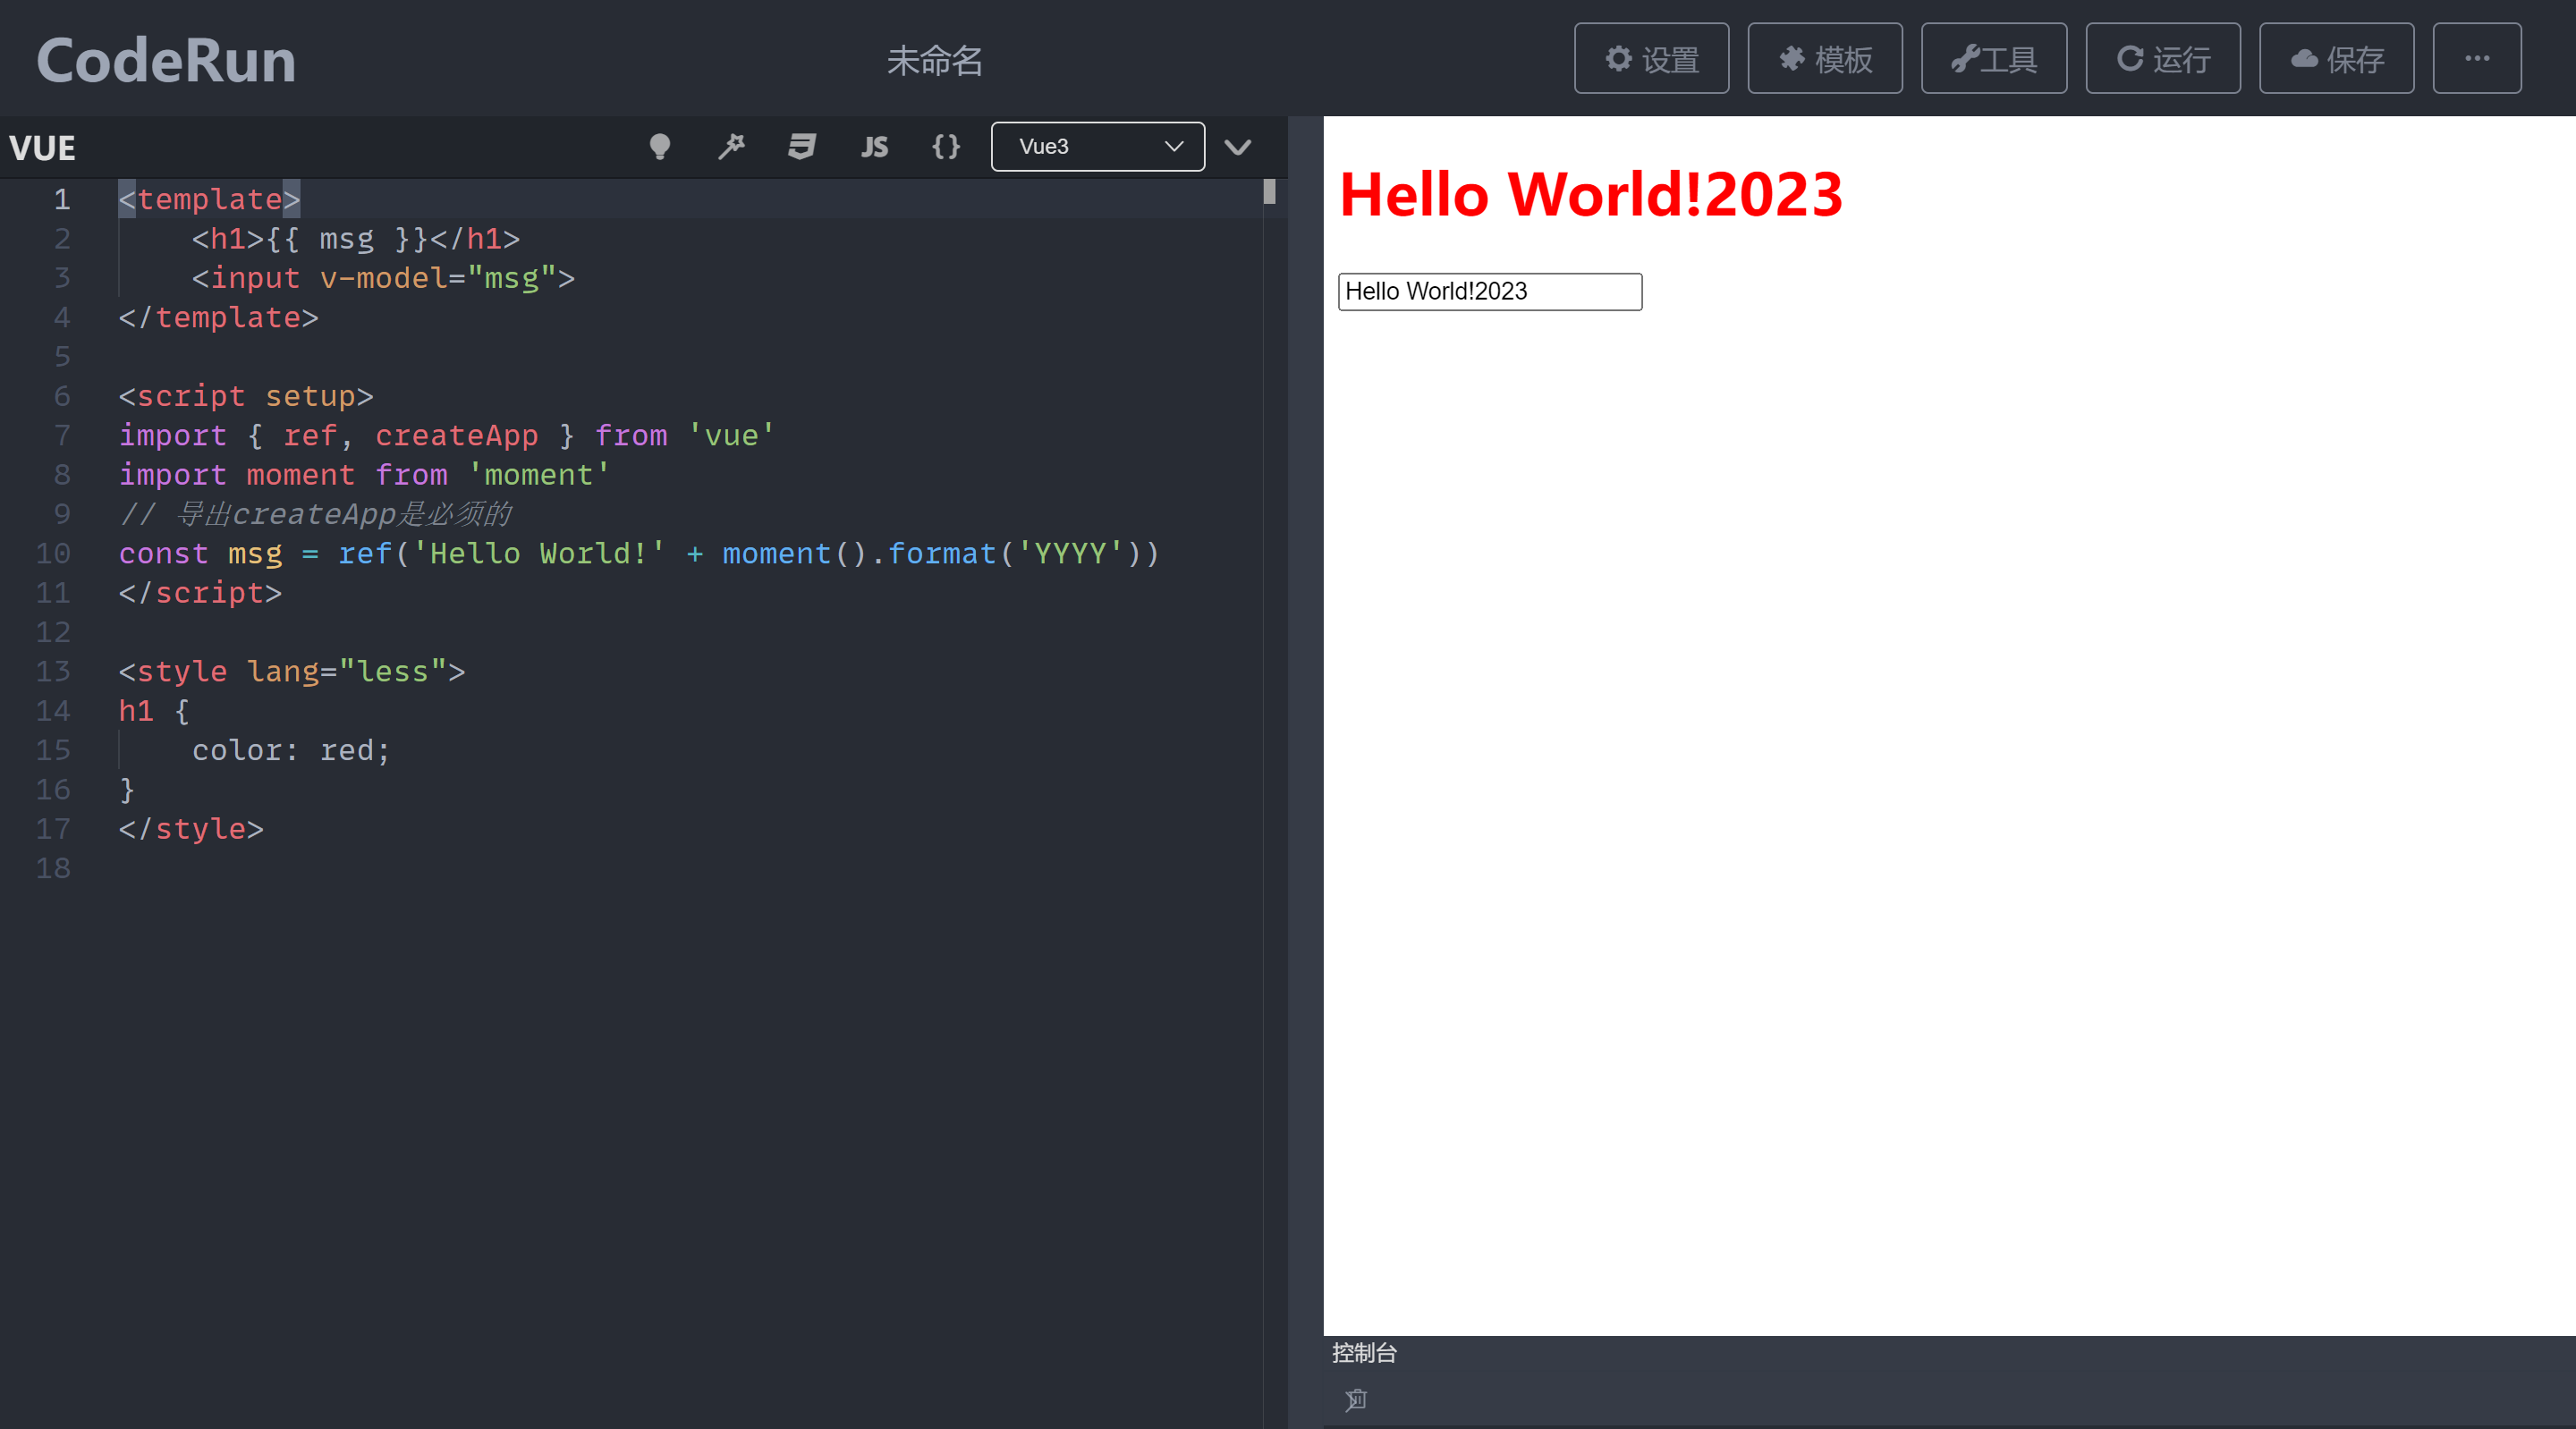 CodeRun
未命名
设置
模板
工具
运行
保存
···
VUE
JS
{}
Vue3
1 <template>
2     <h1>{{ msg }}</h1>
3     <input v-model="msg">
4 </template>
5
6 <script setup>
7 import { ref, createApp } from 'vue'
8 import moment from 'moment'
9 // 导出createApp是必须的
10 const msg = ref('Hello World!' + moment().format('YYYY'))
11 </script>
12
13 <style lang="less">
14 h1 {
15     color: red;
16 }
17 </style>
18
Hello World!2023
Hello World!2023
控制台